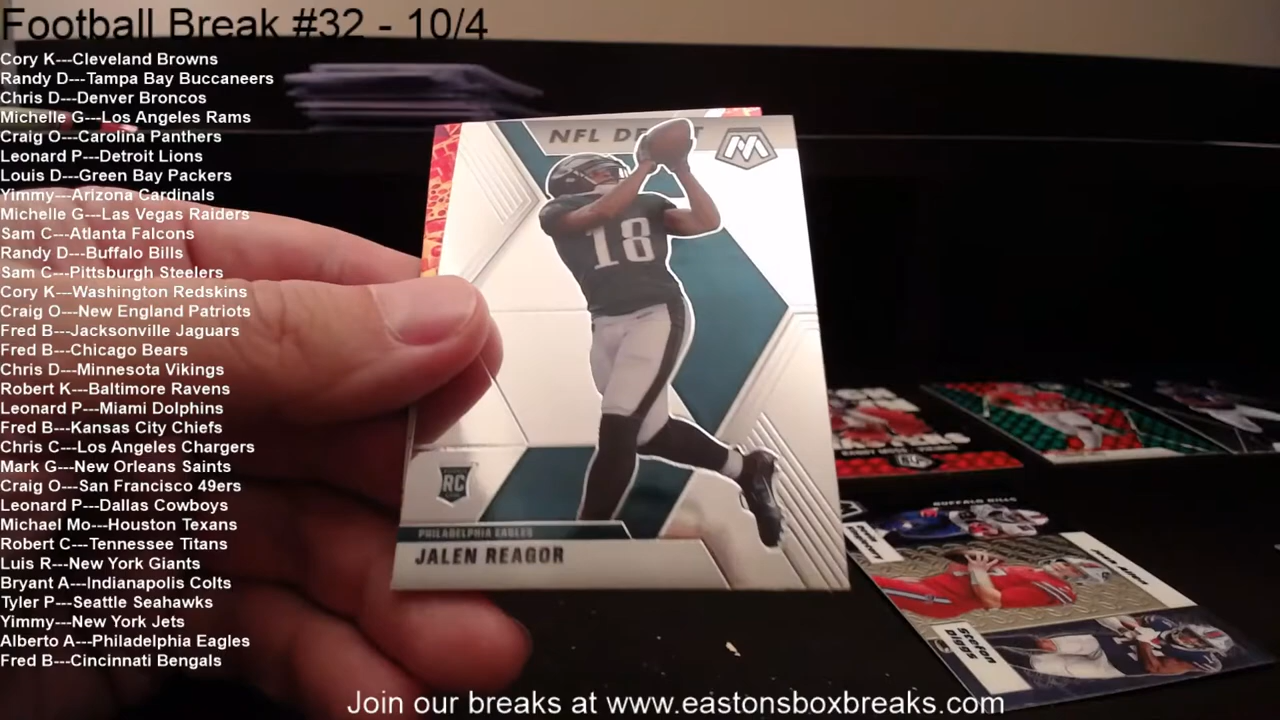 Football Break #32 - 10/4
Cory K---Cleveland Browns
Randy D---Tampa Bay Buccaneers
Chris D---Denver Broncos
Michelle G---Los Angeles Rams
Craig O---Carolina Panthers
Leonard P---Detroit Lions
Louis D---Green Bay Packers
Yimmy---Arizona Cardinals
Michelle G---Las Vegas Raiders
Sam C---Atlanta Falcons
Randy D---Buffalo Bills
Sam C---Pittsburgh Steelers
Cory K---Washington Redskins
Craig O---New England Patriots
Fred B---Jacksonville Jaguars
Fred B---Chicago Bears
Chris D---Minnesota Vikings
Robert K---Baltimore Ravens
Leonard P---Miami Dolphins
Fred B---Kansas City Chiefs
Chris C---Los Angeles Chargers
Mark G---New Orleans Saints
Craig O---San Francisco 49ers
Leonard P---Dallas Cowboys
Michael Mo---Houston Texans
Robert C---Tennessee Titans
Luis R---New York Giants
Bryant A---Indianapolis Colts
Tyler P---Seattle Seahawks
Yimmy---New York Jets
Alberto A---Philadelphia Eagles
Fred B---Cincinnati Bengals
NFL
18
RC
PHILADELPHIA EAGLES
JALEN REAGOR
BUFFALO BILLS
Stefon
Diggs
Join our breaks at www.eastonsboxbreaks.com